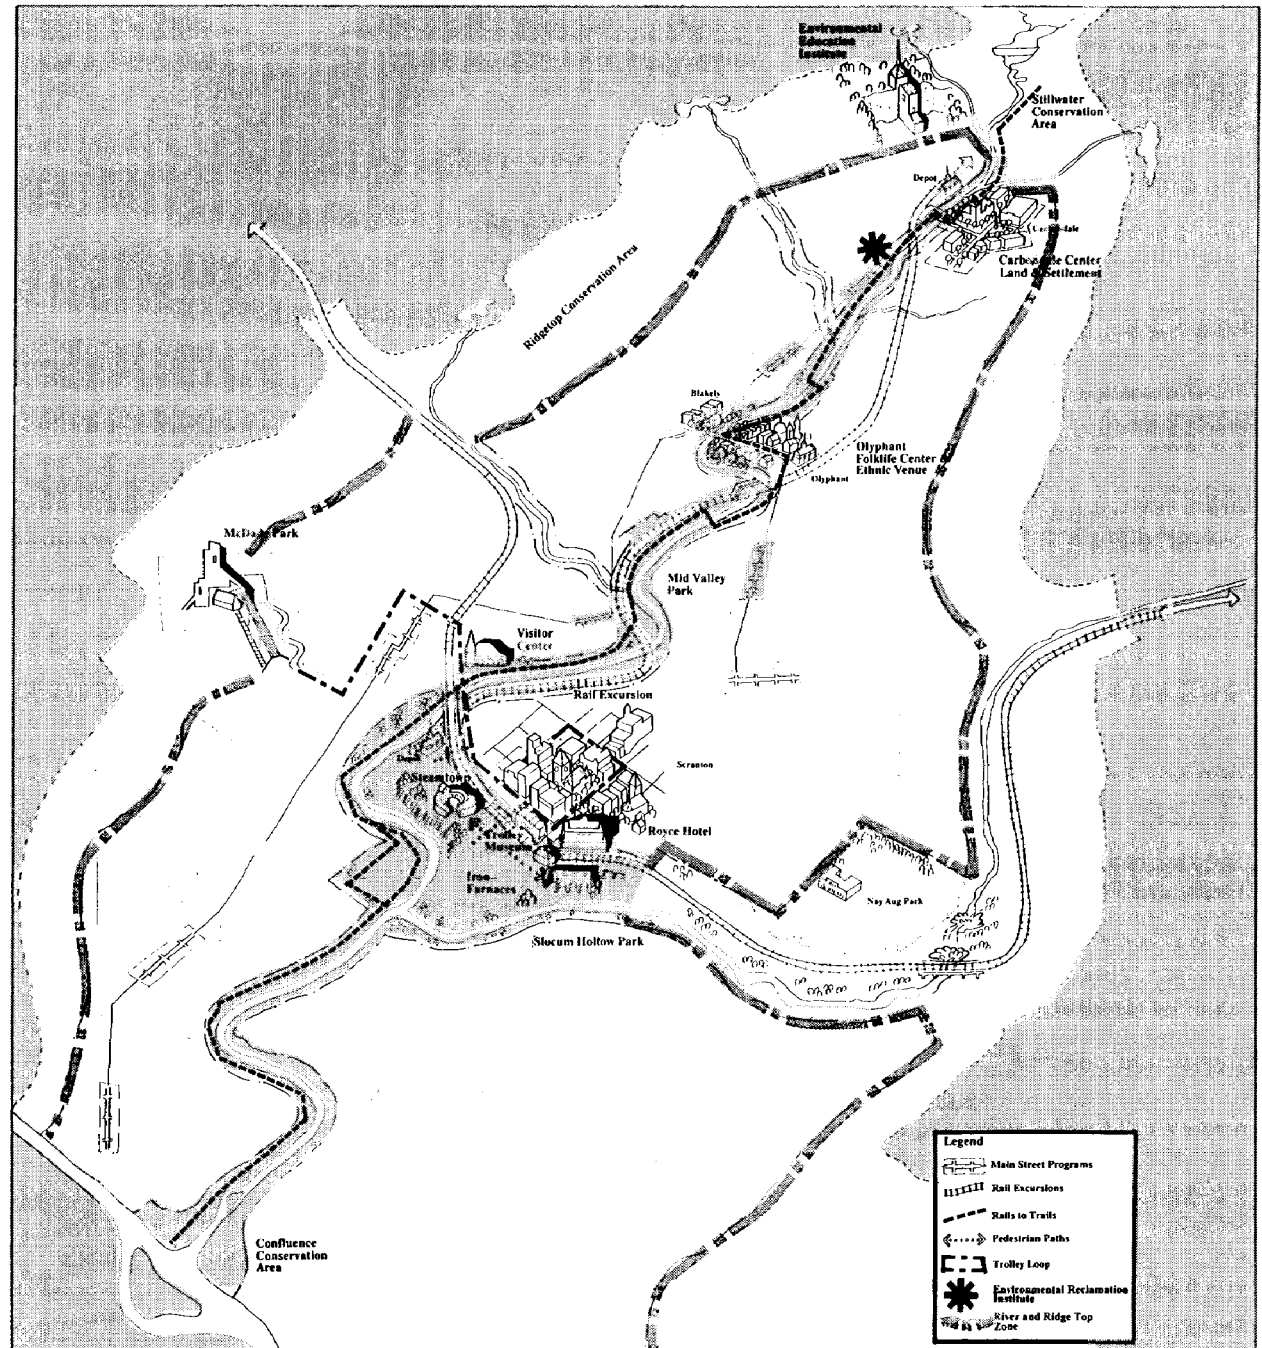 Environmental
Education
Institute
Stillwater
Conservation
Area
Depot
Land & Settlement
Ridgetop Conservation Area
Blakely
Olyphant
Folklife Center
Ethnic Venue
Olyphant
McDade Park
Mid Valley
Park
Visitor
Center
Rail Excursion
Scranton
Depot
Steamtown
Trolley
Museum
Royce Hotel
Iron
Furnaces
Nay Aug Park
Slocum Hollow Park
Confluence
Conservation
Area
Legend
Main Street Programs
Rail Excursions
Rails to Trails
Pedestrian Paths
Trolley Loop
Environmental Reclamation
Institute
River and Ridge Top
Zone